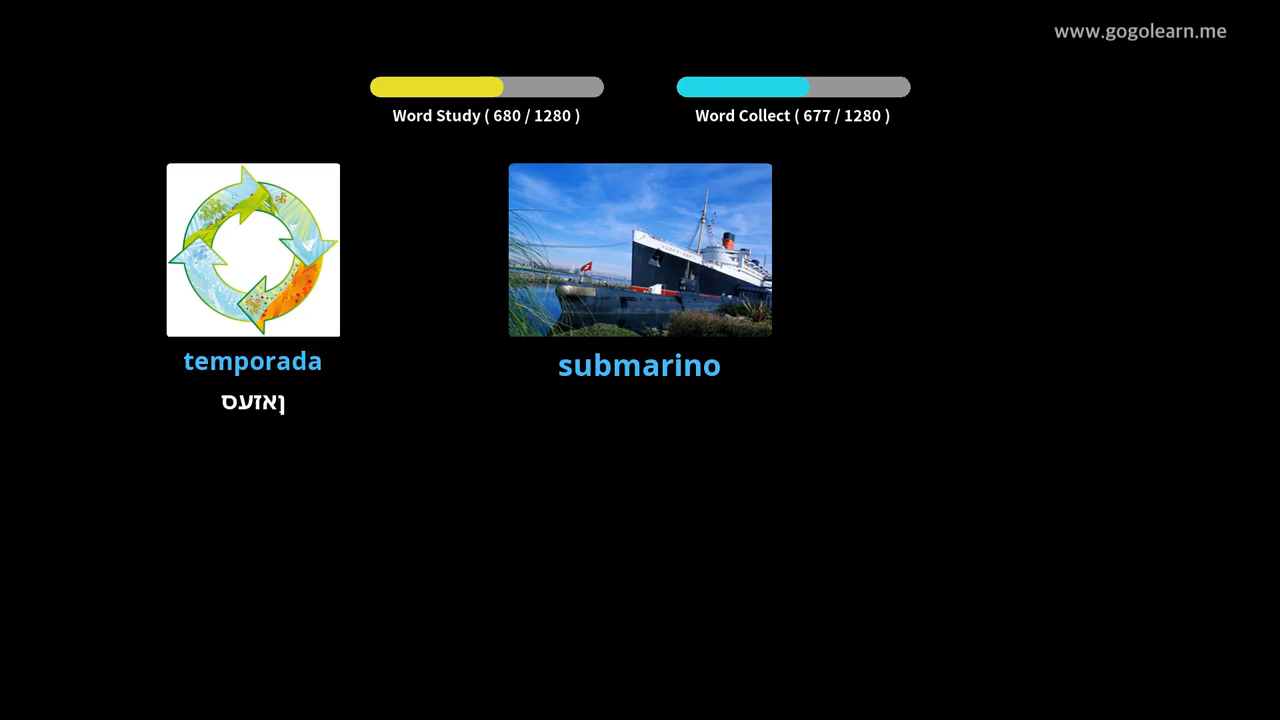 www.gogolearn.me
Word Study ( 680 / 1280 )
Word Collect ( 677 / 1280 )
temporada
סעזאָן
submarino